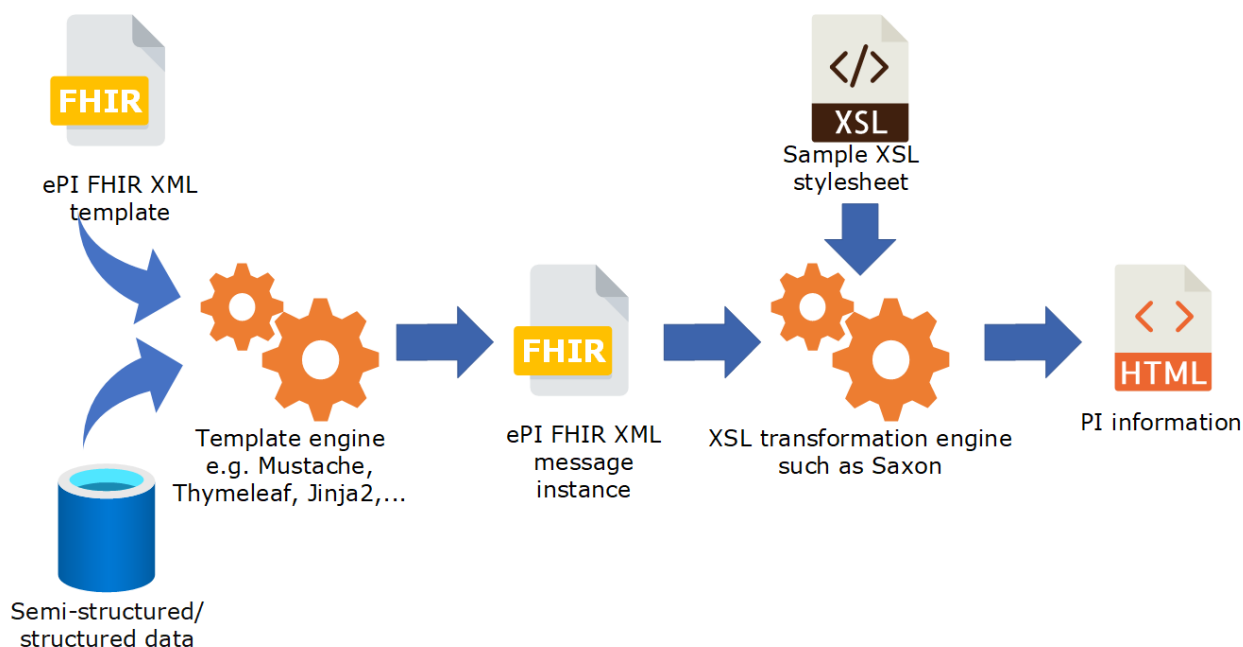 FHIR
ePI FHIR XML
template
XSL
Sample XSL
stylesheet
Template engine
e.g. Mustache,
Thymeleaf, Jinja2,...
FHIR
ePI FHIR XML
message
instance
XSL transformation engine
such as Saxon
HTML
PI information
Semi-structured/
structured data